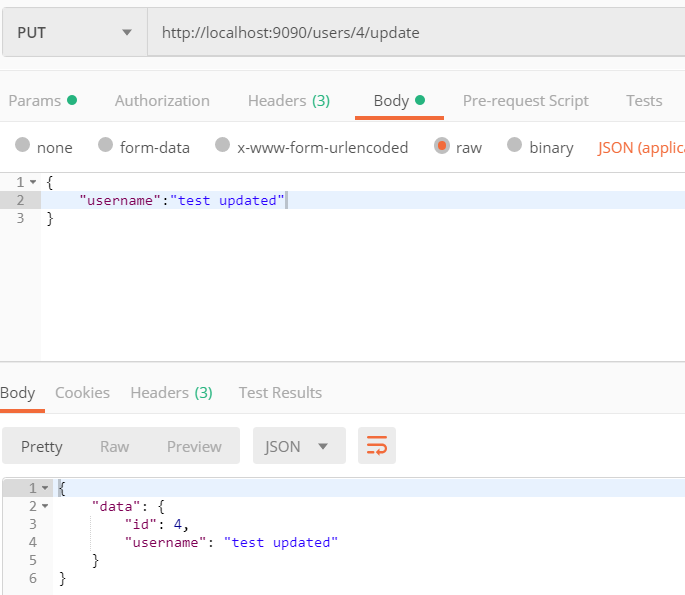 PUT http://localhost:9090/users/4/update
Params Authorization Headers (3) Body Pre-request Script Tests
none form-data x-www-form-urlencoded raw binary JSON (applica
1 {
2 "username":"test updated"
3 }
Body Cookies Headers (3) Test Results
Pretty Raw Preview JSON
1 {
2 "data": {
3 "id": 4,
4 "username": "test updated"
5 }
6 }